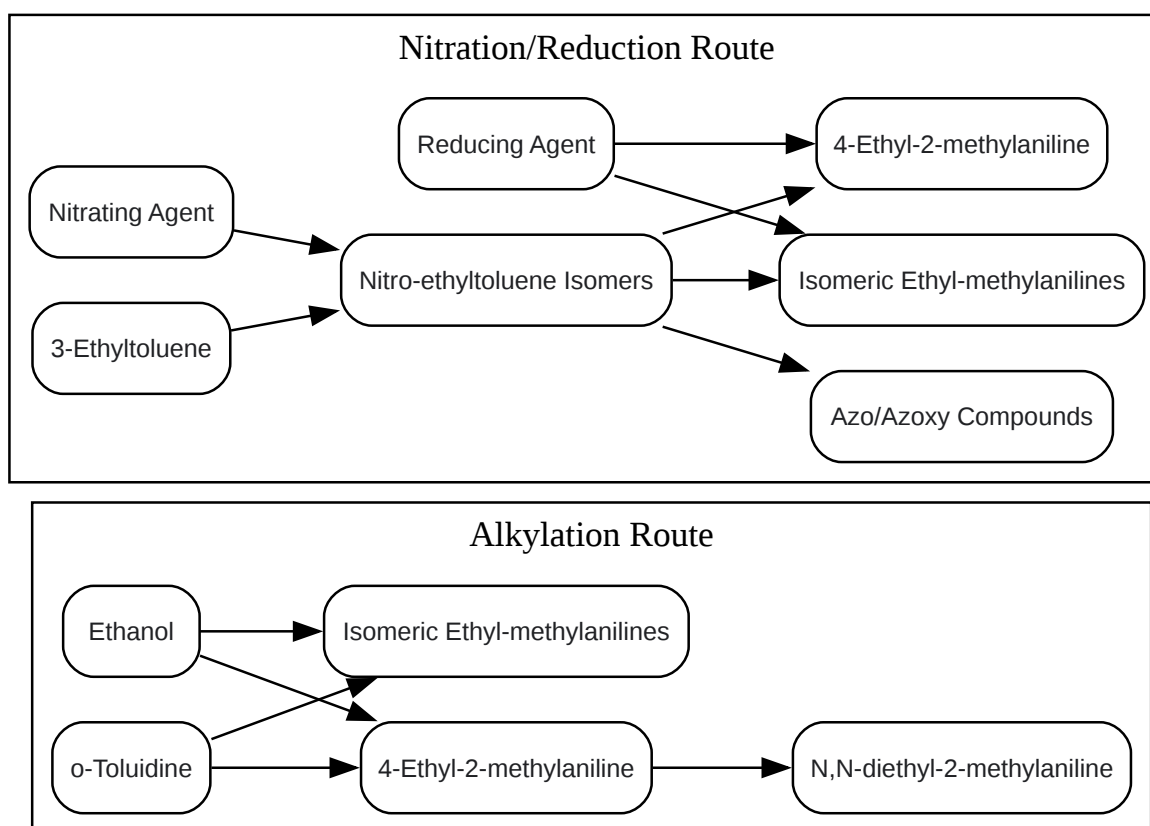 Nitration/Reduction Route
Reducing Agent
4-Ethyl-2-methylaniline
Nitrating Agent
Nitro-ethyltoluene Isomers
Isomeric Ethyl-methylanilines
3-Ethyltoluene
Azo/Azoxy Compounds
Alkylation Route
Ethanol
Isomeric Ethyl-methylanilines
o-Toluidine
4-Ethyl-2-methylaniline
N,N-diethyl-2-methylaniline